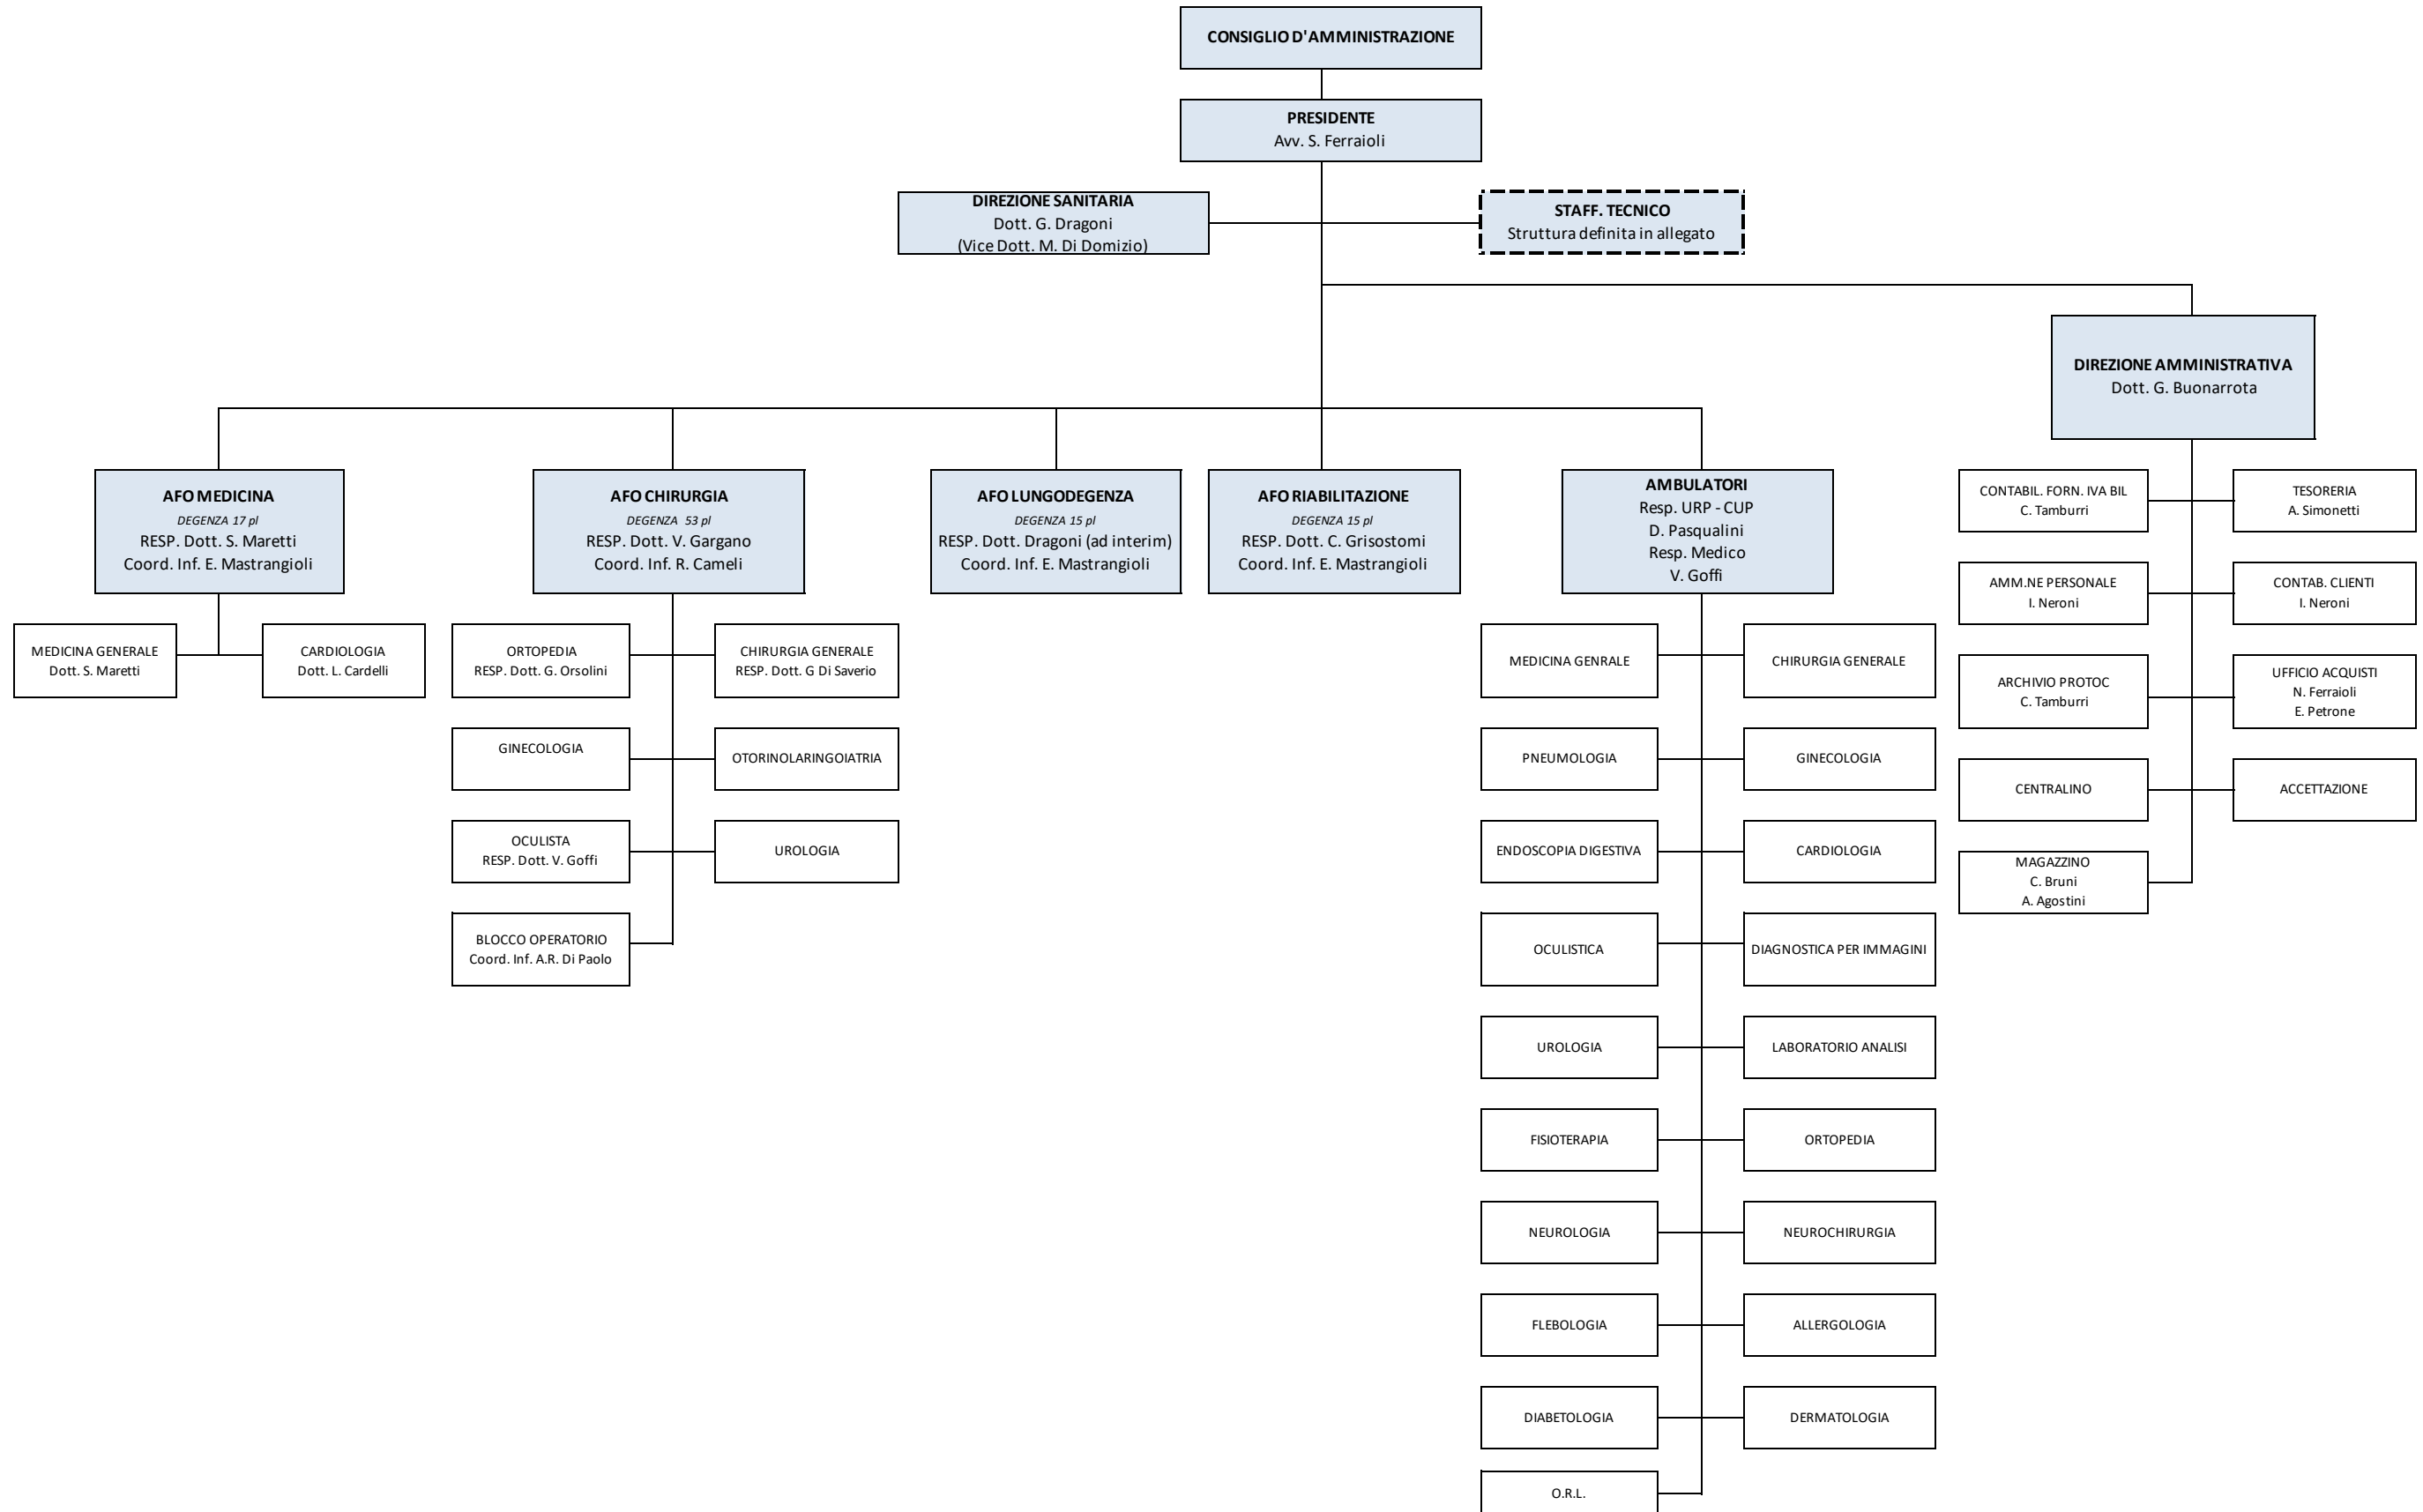 CONSIGLIO D'AMMINISTRAZIONE
PRESIDENTE
Avv. S. Ferraioli
DIREZIONE SANITARIA
Dott. G. Dragoni
(Vice Dott. M. Di Domizio)
STAFF. TECNICO
Struttura definita in allegato
DIREZIONE AMMINISTRATIVA
Dott. G. Buonarrota
AFO MEDICINA
DEGENZA 17 pl
RESP. Dott. S. Maretti
Coord. Inf. E. Mastrangioli
AFO CHIRURGIA
DEGENZA 53 pl
RESP. Dott. V. Gargano
Coord. Inf. R. Cameli
AFO LUNGODEGENZA
DEGENZA 15 pl
RESP. Dott. Dragoni (ad interim)
Coord. Inf. E. Mastrangioli
AFO RIABILITAZIONE
DEGENZA 15 pl
RESP. Dott. C. Grisostomi
Coord. Inf. E. Mastrangioli
AMBULATORI
Resp. URP - CUP
D. Pasqualini
Resp. Medico
V. Goffi
MEDICINA GENERALE
Dott. S. Maretti
CARDIOLOGIA
Dott. L. Cardelli
ORTOPEDIA
RESP. Dott. G. Orsolini
CHIRURGIA GENERALE
RESP. Dott. G Di Saverio
GINECOLOGIA
OTORINOLARINGOIATRIA
OCULISTA
RESP. Dott. V. Goffi
UROLOGIA
BLOCCO OPERATORIO
Coord. Inf. A.R. Di Paolo
MEDICINA GENRALE
CHIRURGIA GENERALE
PNEUMOLOGIA
GINECOLOGIA
ENDOSCOPIA DIGESTIVA
CARDIOLOGIA
OCULISTICA
DIAGNOSTICA PER IMMAGINI
UROLOGIA
LABORATORIO ANALISI
FISIOTERAPIA
ORTOPEDIA
NEUROLOGIA
NEUROCHIRURGIA
FLEBOLOGIA
ALLERGOLOGIA
DIABETOLOGIA
DERMATOLOGIA
O.R.L.
CONTABIL. FORN. IVA BIL
C. Tamburri
TESORERIA
A. Simonetti
AMM.NE PERSONALE
I. Neroni
CONTAB. CLIENTI
I. Neroni
ARCHIVIO PROTOC
C. Tamburri
UFFICIO ACQUISTI
N. Ferraioli
E. Petrone
CENTRALINO
ACCETTAZIONE
MAGAZZINO
C. Bruni
A. Agostini